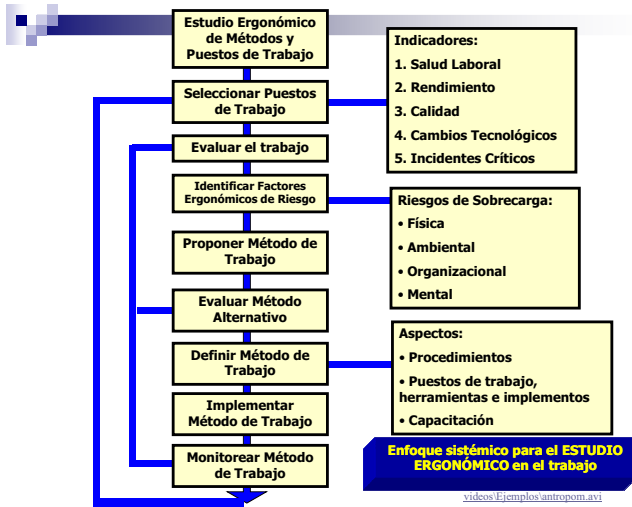 Estudio Ergonómico
de Métodos y
Puestos de Trabajo
Seleccionar Puestos
de Trabajo
Evaluar el trabajo
Identificar Factores
Ergonómicos de Riesgo
Proponer Método de
Trabajo
Evaluar Método
Alternativo
Definir Método de
Trabajo
Implementar
Método de Trabajo
Monitorear Método
de Trabajo
Indicadores:
1. Salud Laboral
2. Rendimiento
3. Calidad
4. Cambios Tecnológicos
5. Incidentes Críticos
Riesgos de Sobrecarga:
• Física
• Ambiental
• Organizacional
• Mental
Aspectos:
• Procedimientos
• Puestos de trabajo,
herramientas e implementos
• Capacitación
Enfoque sistémico para el ESTUDIO
ERGONÓMICO en el trabajo
videos\Ejemplos\antropom.avi